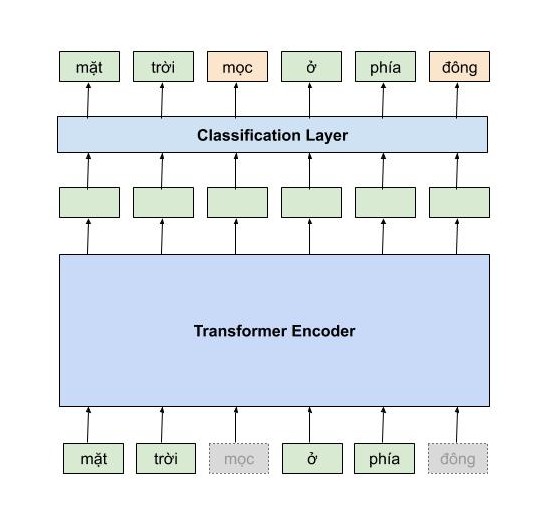 mặt trời mọc ở phía đông
Classification Layer
Transformer Encoder
mặt trời mọc ở phía đông